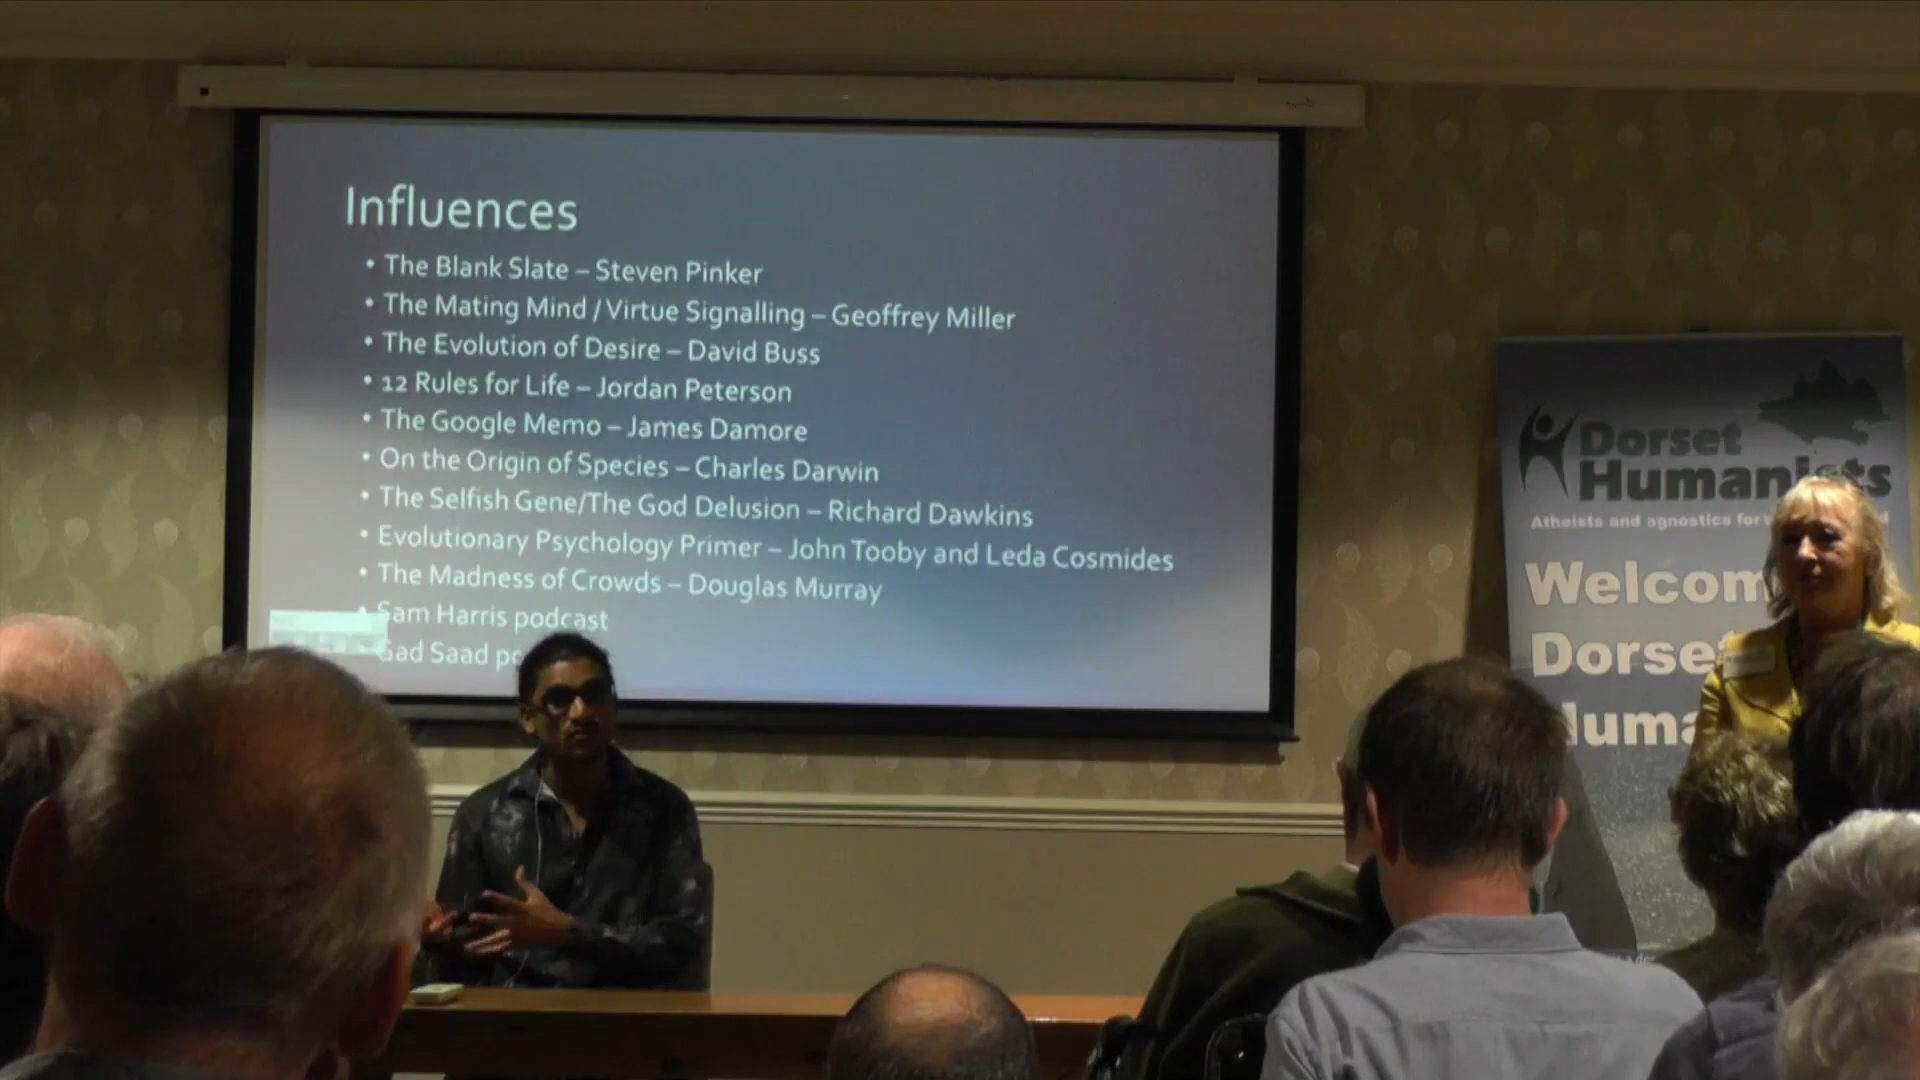 Influences
• The Blank Slate – Steven Pinker
• The Mating Mind / Virtue Signalling – Geoffrey Miller
• The Evolution of Desire – David Buss
• 12 Rules for Life – Jordan Peterson
• The Google Memo – James Damore
• On the Origin of Species – Charles Darwin
• The Selfish Gene/The God Delusion – Richard Dawkins
• Evolutionary Psychology Primer – John Tooby and Leda Cosmides
• The Madness of Crowds – Douglas Murray
• Sam Harris podcast
Gad Saad
Dorset
Humanists
Atheists and agnostics for
Welcom
Dorse
Huma